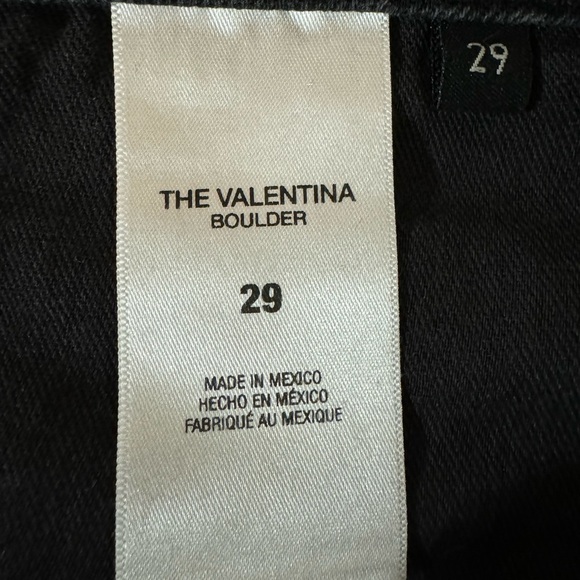 29
THE VALENTINA
BOULDER
29
MADE IN MEXICO
HECHO EN MÉXICO
FABRIQUÉ AU MEXIQUE